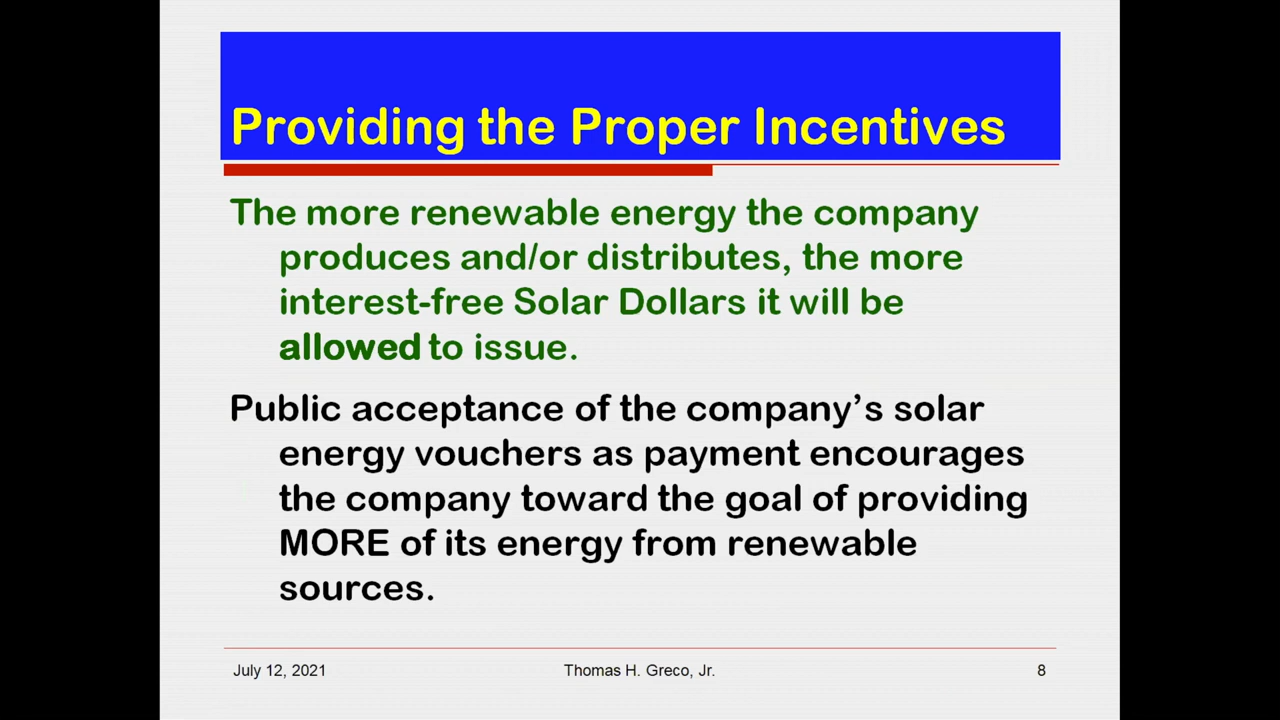 Providing the Proper Incentives
The more renewable energy the company
produces and/or distributes, the more
interest-free Solar Dollars it will be
allowed to issue.
Public acceptance of the company’s solar
energy vouchers as payment encourages
the company toward the goal of providing
MORE of its energy from renewable
sources.
July 12, 2021 Thomas H. Greco, Jr. 8